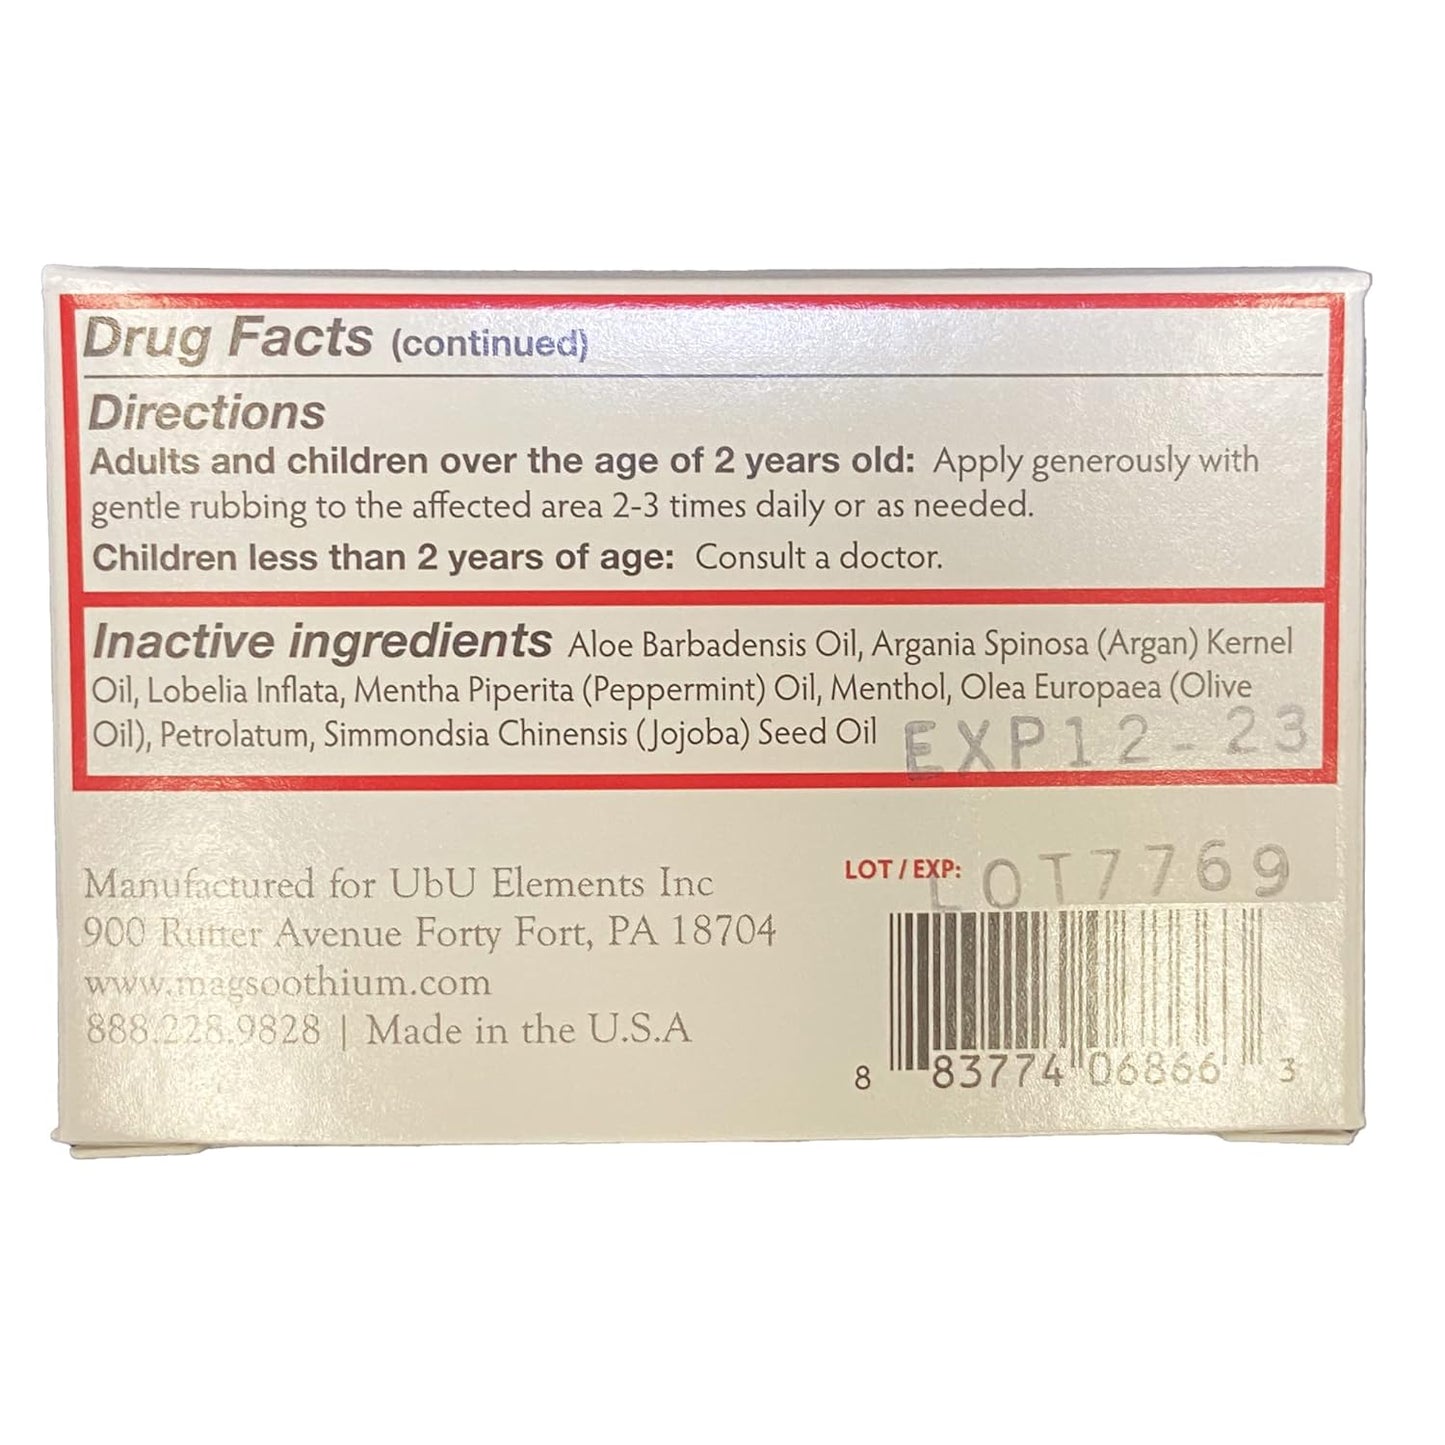 Drug Facts (continued)
Directions
Adults and children over the age of 2 years old: Apply generously with
gentle rubbing to the affected area 2-3 times daily or as needed.
Children less than 2 years of age: Consult a doctor.
Inactive ingredients Aloe Barbadensis Oil, Argania Spinosa (Argan) Kernel
Oil, Lobelia Inflata, Mentha Piperita (Peppermint) Oil, Menthol, Olea Europaea (Olive
Oil), Petrolatum, Simmondsia Chinensis (Jojoba) Seed Oil
EXP12-23
Manufactured for UbU Elements Inc
900 Rutter Avenue Forty Fort, PA 18704
www.magsoothium.com
888.228.9828 | Made in the U.S.A
LOT / EXP:
LOT7769
8 83774 06866 3